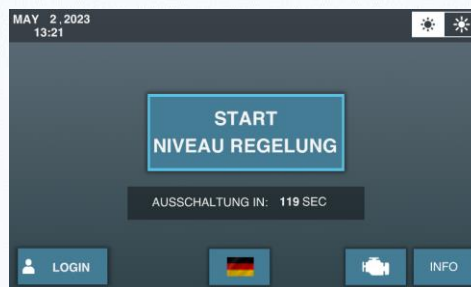 MAY 2,2023
13:21
START
NIVEAU REGELUNG
AUSSCHALTUNG IN: 119 SEC
LOGIN
INFO